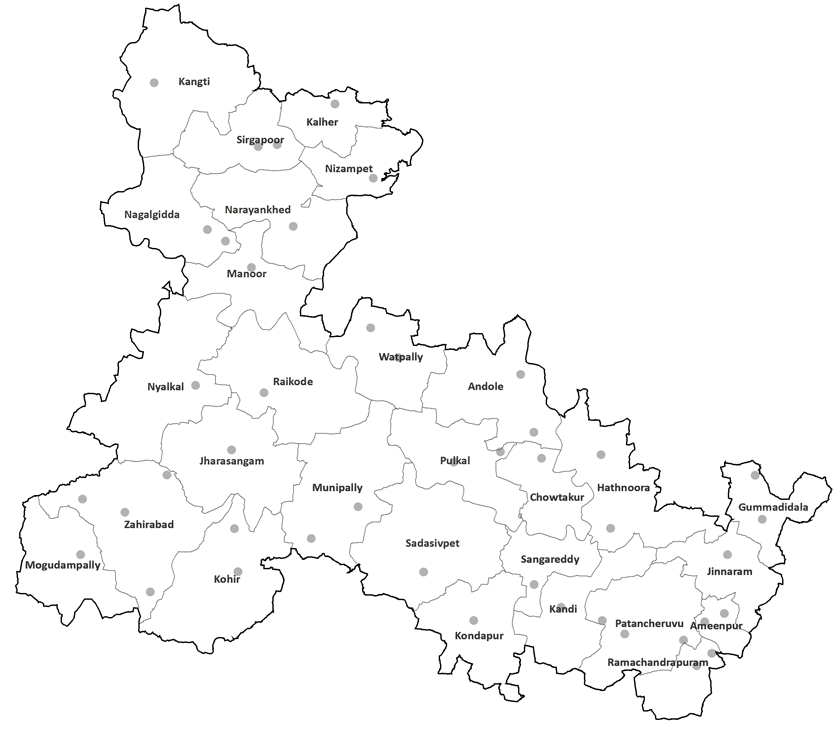 Kangti
Kalher
Sirgapoor
Nizampet
Nagalgidda
Narayankhed
Manoor
Watpally
Nyalkal
Raikode
Andole
Jharasangam
Pulkal
Munipally
Chowtakur
Hathnoora
Gummadidala
Zahirabad
Sadasivpet
Sangareddy
Mogudampally
Jinnaram
Kohir
Kandi
Patancheruvu
Ameenpur
Kondapur
Ramachandrapuram